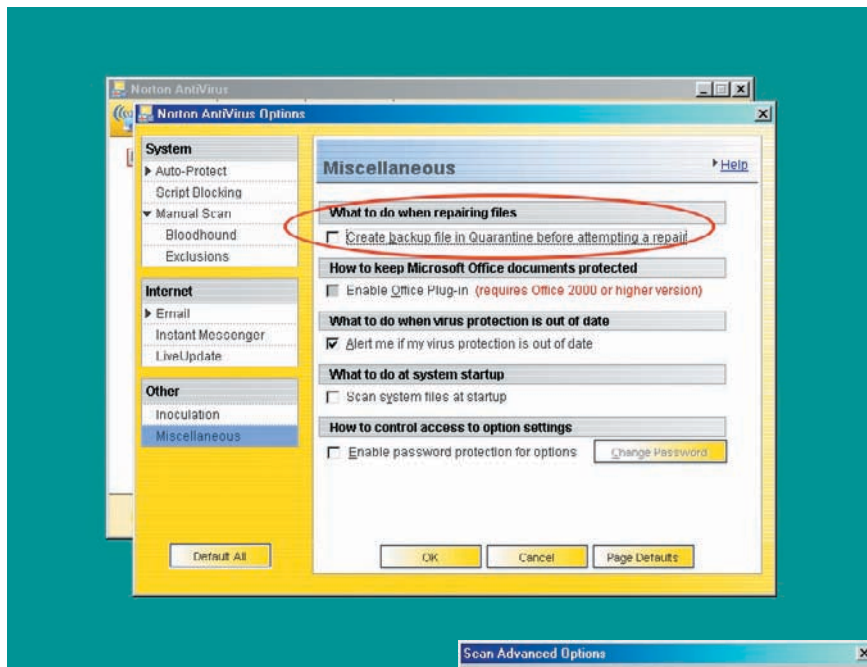 Norton AntiVirus
Norton AntiVirus Options
System
Auto-Protect
Script Blocking
Manual Scan
Bloodhound
Exclusions
Internet
Email
Instant Messenger
LiveUpdate
Other
Inoculation
Miscellaneous
Default All
Miscellaneous
Help
What to do when repairing files
Create backup file in Quarantine before attempting a repair
How to keep Microsoft Office documents protected
Enable Office Plug-in (requires Office 2000 or higher version)
What to do when virus protection is out of date
Alert me if my virus protection is out of date
What to do at system startup
Scan system files at startup
How to control access to option settings
Enable password protection for options
Change Password
OK
Cancel
Page Defaults
Scan Advanced Options